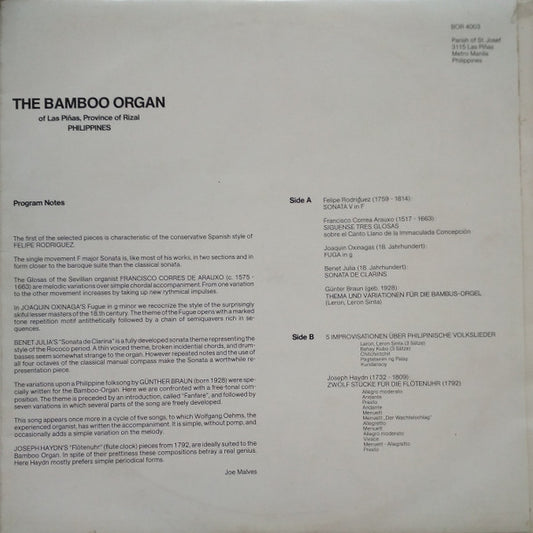 BOR 4003
Parish of St. Josef
3115 Las Piñas
Metro Manila
Philippines
THE BAMBOO ORGAN
of Las Piñas, Province of Rizal
PHILIPPINES
Program Notes
The first of the selected pieces is characteristic of the conservative Spanish style of
FELIPE RODRIGUEZ.
The single movement F major Sonata is, like most of his works, in two sections and in
form closer to the baroque suite than the classical sonata.
The Glosas of the Sevillian organist FRANCISCO CORRES DE ARAUXO (c. 1575 -
1663) are melodic variations over simple chordal accompaniment. From one variation
to the other movement increases by taking up new rythmical impulses.
In JOAQUIN OXINAGA'S Fugue in g minor we recocnize the style of the surprisingly
skilful lesser masters of the 18.th century. The theme of the Fugue opens with a marked
tone repetition motif antithetically followed by a chain of semiquavers rich in se-
quences.
BENET JULIA'S "Sonata de Clarina" is a fully developed sonata theme representing the
style of the Rococo period. A thin voiced theme, broken incidental chords, and drum-
basses seem somewhat strange to the organ. However repeated notes and the use of
all four octaves of the classical manual compass make the Sonata a worthwhile re-
presentation piece.
The variations upon a Philippine folksong by GÜNTHER BRAUN (born 1928) were spe-
cially written for the Bamboo-Organ. Here we are confronted with a free tonal com-
position. The theme is preceded by an introduction, called "Fanfare", and followed by
seven variations in which several parts of the song are freely developed.
This song appears once more in a cycle of five songs, to which Wolfgang Oehms, the
experienced organist, has written the accompaniment. It is simple, without pomp, and
occasionally adds a simple variation on the melody.
JOSEPH HAYDN'S "Flötenuhr" (flute clock) pieces from 1792, are ideally suited to the
Bamboo Organ. In spite of their prettiness these compositions betray a real genius.
Here Haydn mostly prefers simple periodical forms.
Joe Malves
Side A
Felipe Rodriguez (1759 - 1814):
SONATA V in F
Francisco Correa Arauxo (1517 - 1663):
SIGUENSE TRES GLOSAS
sobre el Canto Llano de la Immaculada Concepción
Joaquin Oxinagas (18. Jahrhundert):
FUGA in g
Benet Julia (18. Jahrhundert):
SONATA DE CLARINS
Günter Braun (geb. 1928):
THEMA UND VARIATIONEN FÜR DIE BAMBUS-ORGEL
(Leron, Leron Sinta)
Side B
5 IMPROVISATIONEN ÜBER PHILIPINISCHE VOLKSLIEDER
Leron, Leron Sinta (3 Sätze)
Bahay Kubo (3 Sätze)
Chitchiritchit
Pagtatanim ng Palay
Joseph Haydn (1732 - 1809):
ZWÖLF STÜCKE FÜR DIE FLÖTENUHR (1792)
Allegro moderato
Andante
Presto
Andante
Menuett
Menuett „Der Wachtelschlag"
Allegretto
Menuett
Allegro moderato
Vivace
Menuett - Allegretto
Presto